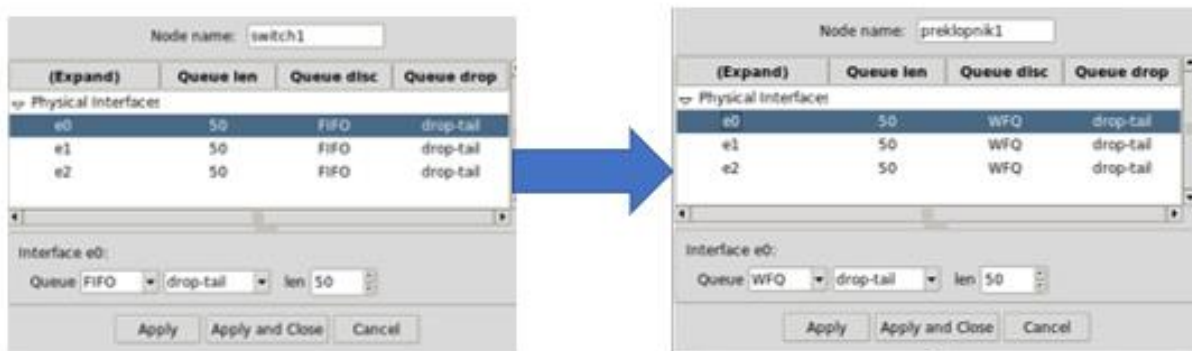 Node name: switch1
(Expand) Queue len Queue disc Queue drop
Physical Interfaces
e0 50 FIFO drop-tail
e1 50 FIFO drop-tail
e2 50 FIFO drop-tail
Interface e0:
Queue FIFO drop-tail len 50
Apply Apply and Close Cancel
Node name: preklopnik1
(Expand) Queue len Queue disc Queue drop
Physical Interfaces
e0 50 WFQ drop-tail
e1 50 WFQ drop-tail
e2 50 WFQ drop-tail
Interface e0:
Queue WFQ drop-tail len 50
Apply Apply and Close Cancel